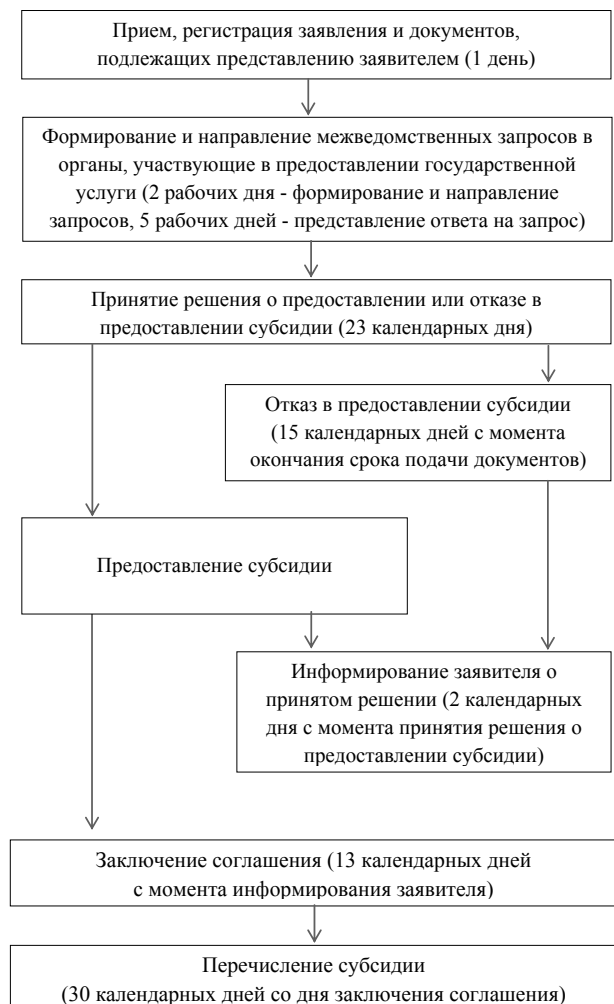 Прием, регистрация заявления и документов,
подлежащих представлению заявителем (1 день)
Формирование и направление межведомственных запросов в
органы, участвующие в предоставлении государственной
услуги (2 рабочих дня - формирование и направление
запросов, 5 рабочих дней - представление ответа на запрос)
Принятие решения о предоставлении или отказе в
предоставлении субсидии (23 календарных дня)
Отказ в предоставлении субсидии
(15 календарных дней с момента
окончания срока подачи документов)
Предоставление субсидии
Информирование заявителя о
принятом решении (2 календарных
дня с момента принятия решения о
предоставлении субсидии)
Заключение соглашения (13 календарных дней
с момента информирования заявителя)
Перечисление субсидии
(30 календарных дней со дня заключения соглашения)